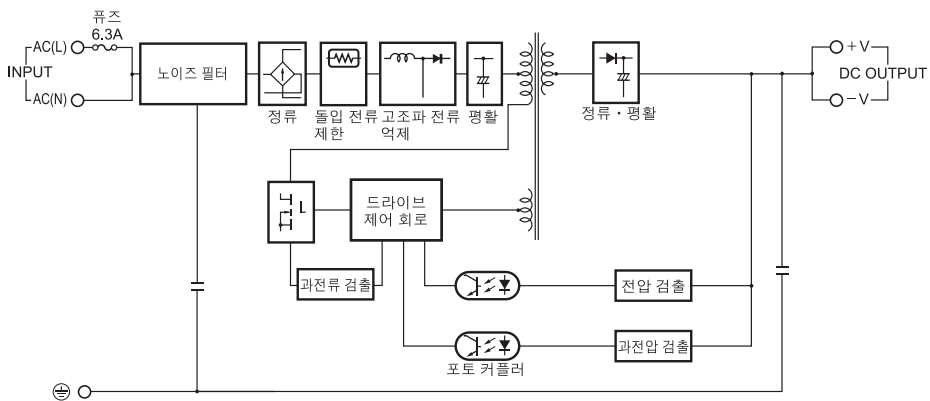 퓨즈
6.3A
AC(L)
INPUT
AC(N)
노이즈 필터
정류
돌입 전류
제한
고조파 전류
억제
평활
정류・평활
+V
DC OUTPUT
-V
드라이브
제어 회로
과전류 검출
전압 검출
과전압 검출
포토 커플러